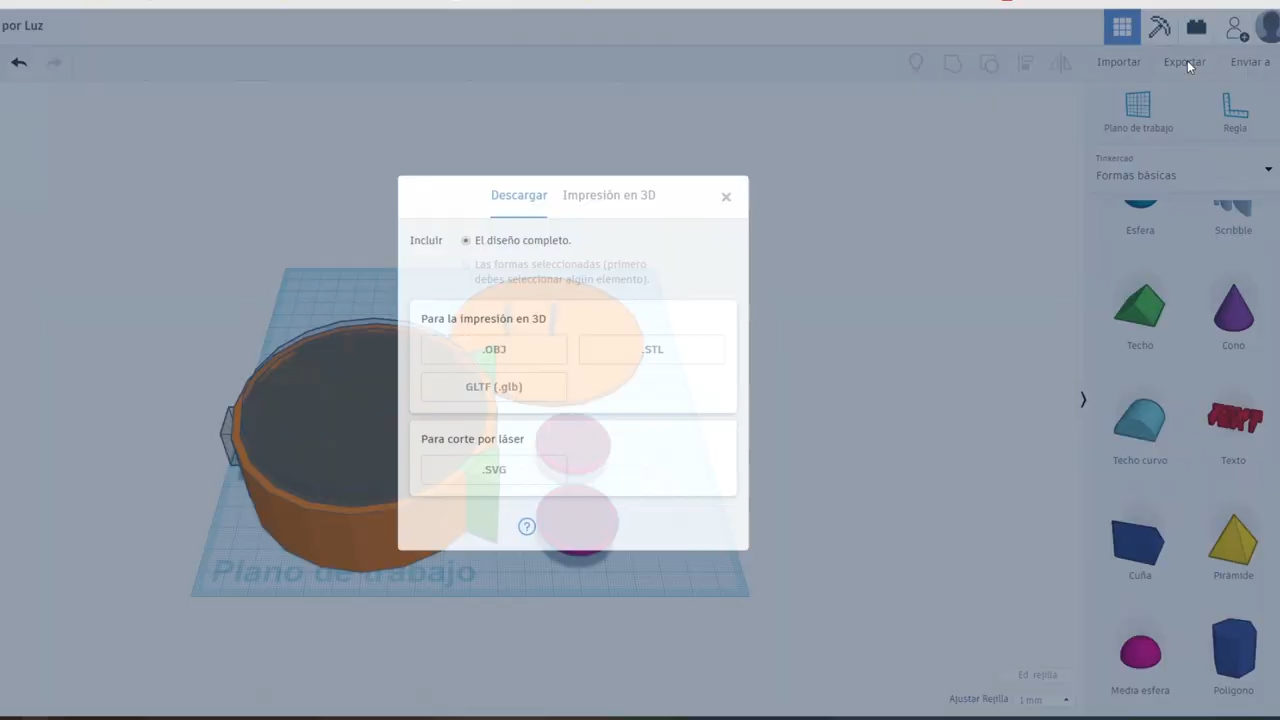 por Luz
Importar
Exportar
Enviar a
Plano de trabajo
Regla
Tinkercad
Formas básicas
Esfera
Scribble
Techo
Cono
Techo curvo
Texto
Cuña
Pirámide
Media esfera
Polígono
Descargar
Impresión en 3D
Incluir
El diseño completo.
Las formas seleccionadas (primero
debes seleccionar algún elemento).
Para la impresión en 3D
.OBJ
.STL
GLTF (.glb)
Para corte por láser
.SVG
?
Plano de trabajo
Ed. rejilla
Ajustar Rejilla
1 mm